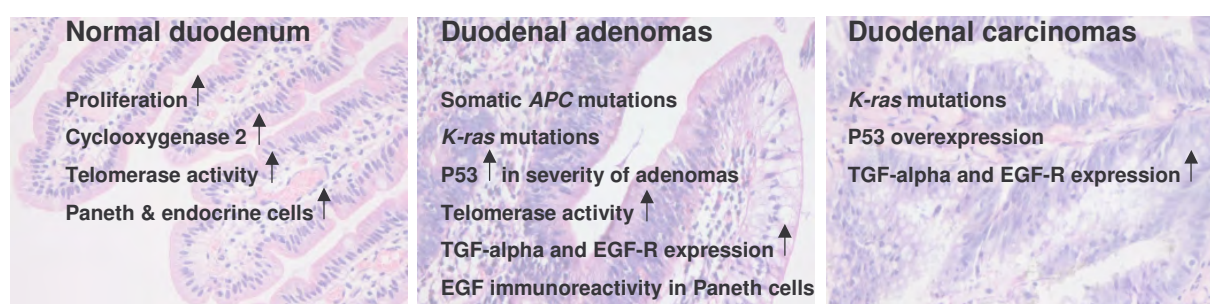 Normal duodenum
Proliferation ↑
Cyclooxygenase 2 ↑
Telomerase activity ↑
Paneth & endocrine cells ↑
Duodenal adenomas
Somatic APC mutations
K-ras mutations
P53 ↑ in severity of adenomas
Telomerase activity ↑
TGF-alpha and EGF-R expression ↑
EGF immunoreactivity in Paneth cells
Duodenal carcinomas
K-ras mutations
P53 overexpression
TGF-alpha and EGF-R expression ↑